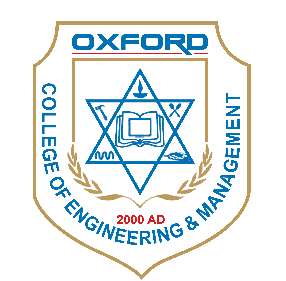 OXFORD
COLLEGE OF ENGINEERING & MANAGEMENT
2000 AD